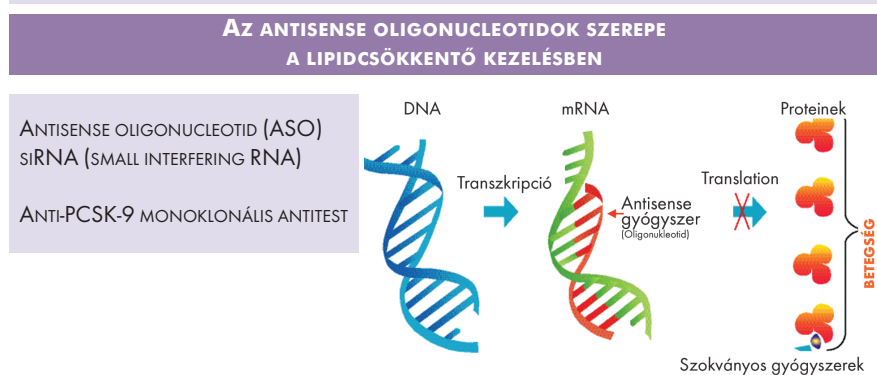 AZ ANTISENSE OLIGONUCLEOTIDOK SZEREPE
A LIPIDCSÖKKENTŐ KEZELÉSBEN
ANTISENSE OLIGONUCLEOTID (ASO)
SIRNA (SMALL INTERFERING RNA)
ANTI-PCSK-9 MONOKLONÁLIS ANTITEST
DNA
mRNA
Proteinek
Transzkripció
Antisense
gyógyszer
(Oligonukleotid)
Translation
BETEGSÉG
Szokványos gyógyszerek